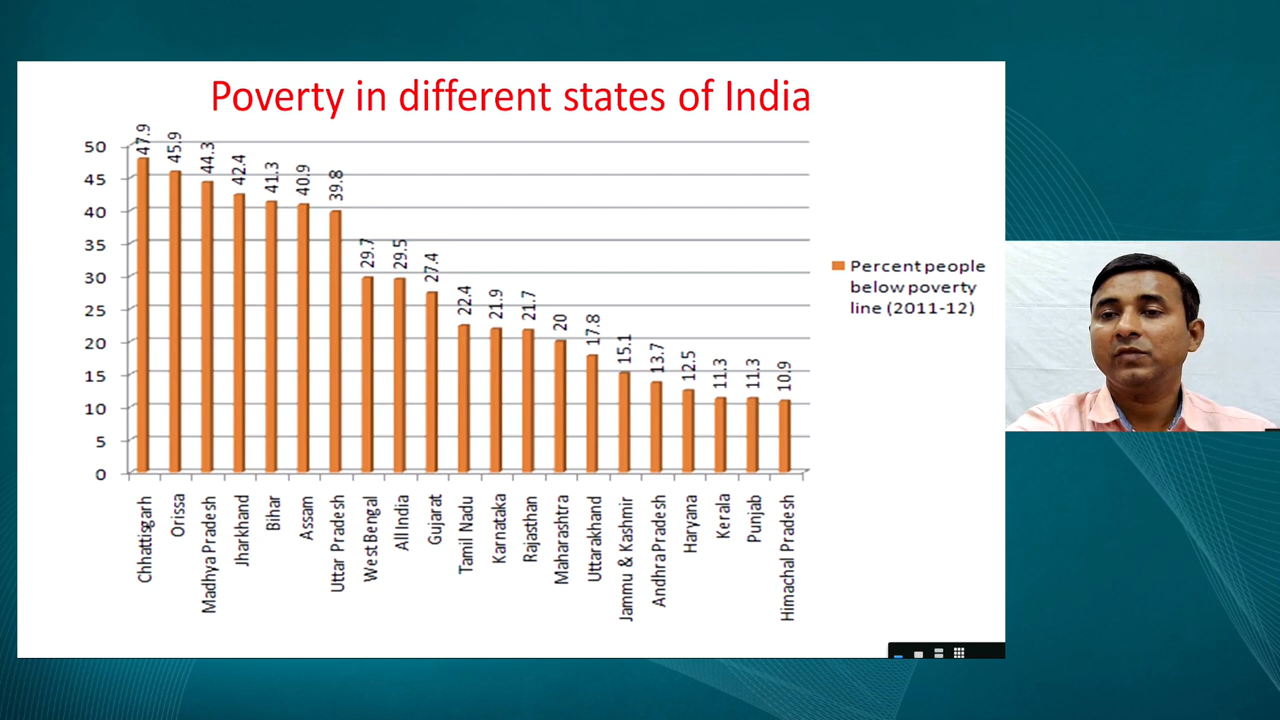 Poverty in different states of India
50
45
40
35
30
25
20
15
10
5
0
47.9
45.9
44.3
42.4
41.3
40.9
39.8
29.7
29.5
27.4
22.4
21.9
21.7
20
17.8
15.1
13.7
12.5
11.3
11.3
10.9
Chhattisgarh
Orissa
Madhya Pradesh
Jharkhand
Bihar
Assam
Uttar Pradesh
West Bengal
All India
Gujarat
Tamil Nadu
Karnataka
Rajasthan
Maharashtra
Uttarakhand
Jammu & Kashmir
Andhra Pradesh
Haryana
Kerala
Punjab
Himachal Pradesh
Percent people
below poverty
line (2011-12)